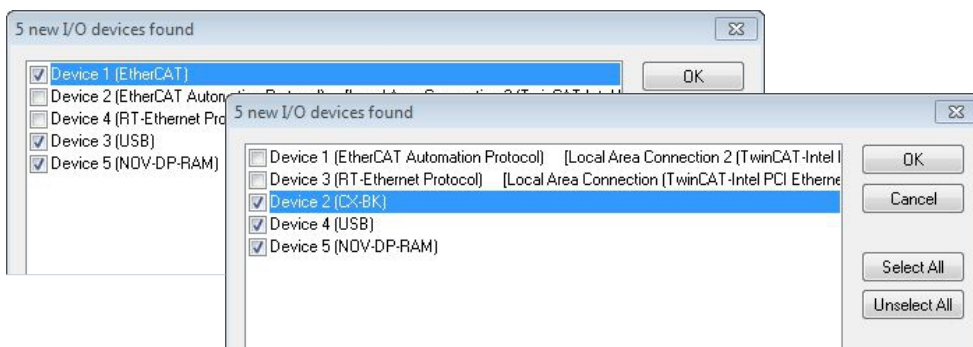 5 new I/O devices found
Device 1 (EtherCAT)
OK
Device 2 (EtherCAT Autom
Device 4 (RT-Ethernet Pro
Device 3 (USB)
Device 5 (NOV-DP-RAM)
5 new I/O devices found
Device 1 (EtherCAT Automation Protocol) [Local Area Connection 2 (TwinCAT-Intel I
Device 3 (RT-Ethernet Protocol) [Local Area Connection (TwinCAT-Intel PCI Etherne
Device 2 (CX-BK)
Device 4 (USB)
Device 5 (NOV-DP-RAM)
OK
Cancel
Select All
Unselect All